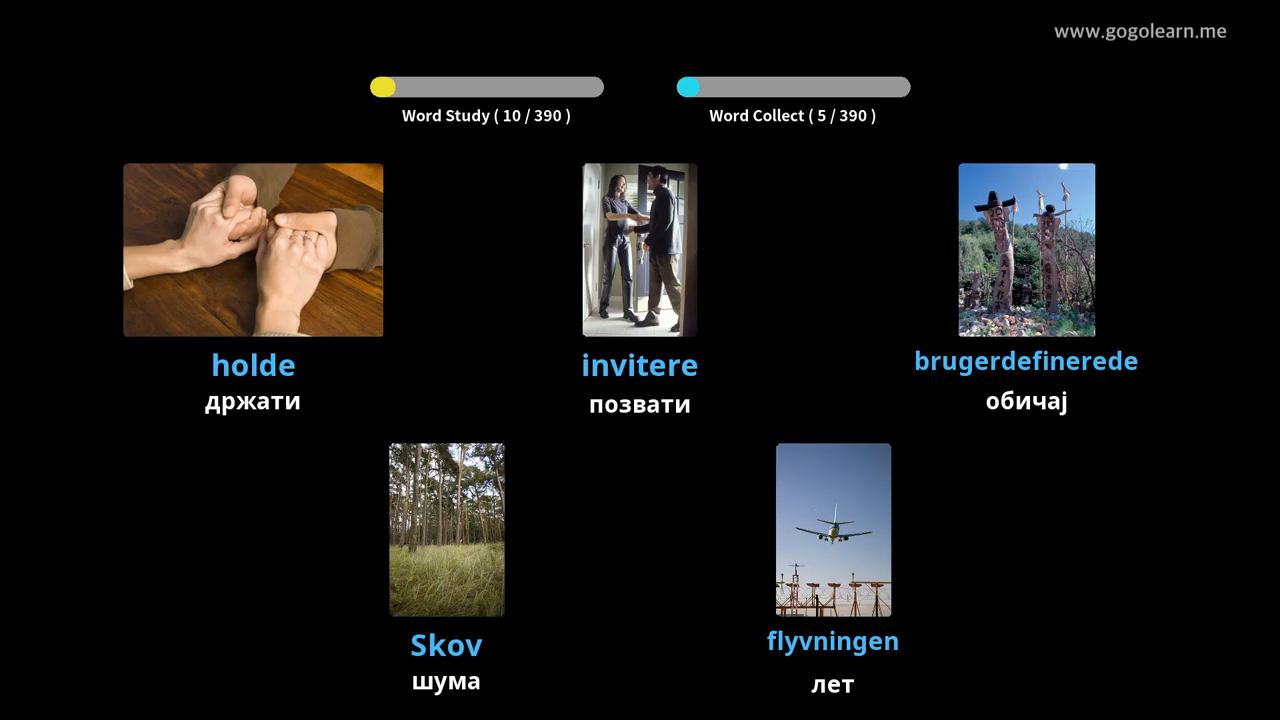 www.gogolearn.me
Word Study ( 10 / 390 )
Word Collect ( 5 / 390 )
holde
држати
invitere
позвати
brugerdefinerede
обичај
Skov
шума
flyvningen
лет